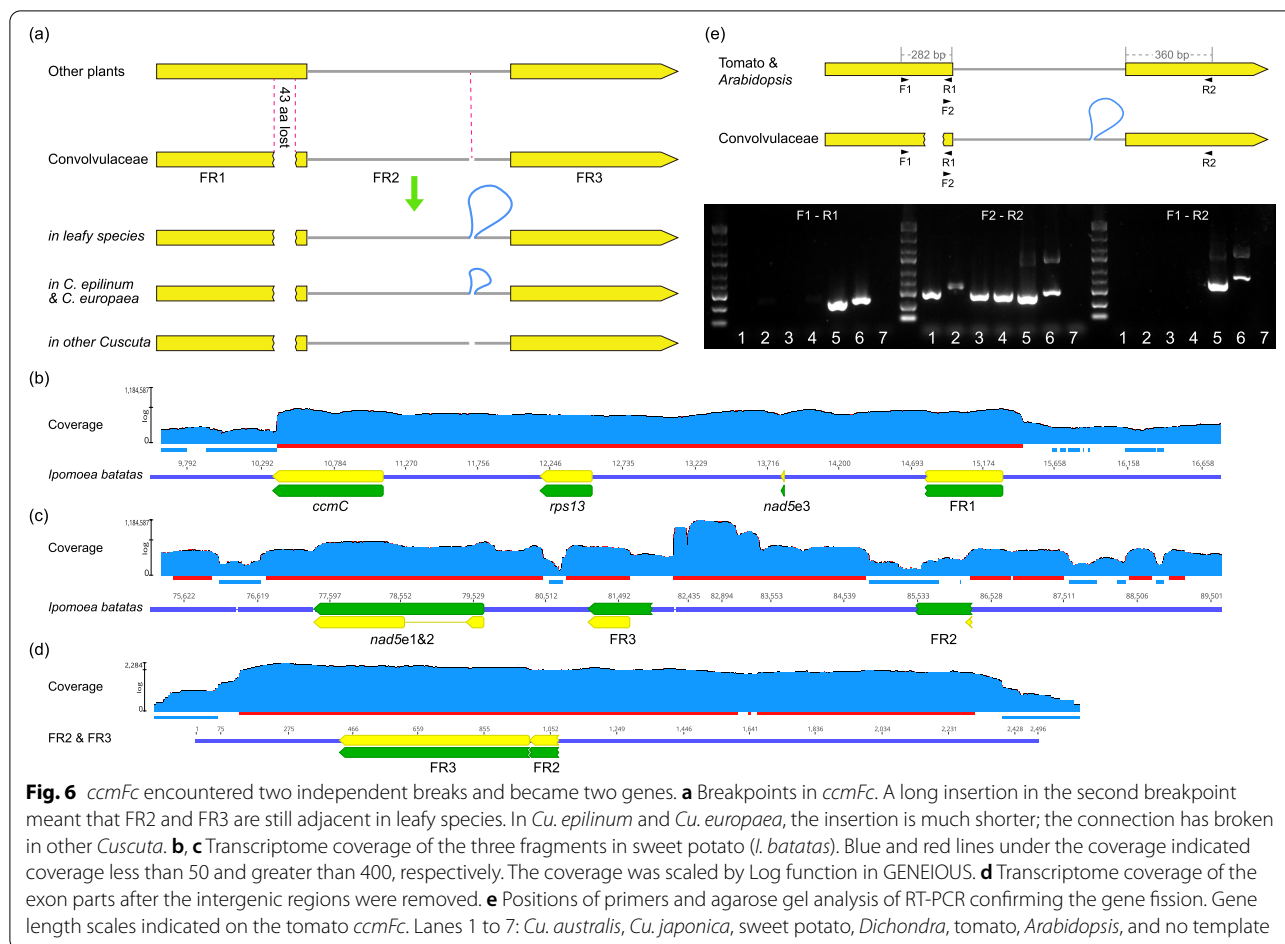 (a)
Other plants
43 aa lost
Convolvulaceae
FR1
FR2
FR3
in leafy species
in C. epilinum
& C. europaea
in other Cuscuta
(e)
282 bp
360 bp
Tomato &
Arabidopsis
F1
R1
F2
R2
Convolvulaceae
F1
R1
F2
R2
F1 - R1
F2 - R2
F1 - R2
1 2 3 4 5 6 7
1 2 3 4 5 6 7
1 2 3 4 5 6 7
(b)
1,184,587
log
0
Coverage
9,792 10,292 10,784 11,270 11,756 12,246 12,735 13,229 13,716 14,200 14,693 15,174 15,658 16,158 16,658
Ipomoea batatas
ccmC
rps13
nad5e3
FR1
(c)
1,184,587
log
0
Coverage
75,622 76,619 77,597 78,552 79,529 80,512 81,492 82,435 82,894 83,553 84,539 85,533 86,528 87,511 88,506 89,501
Ipomoea batatas
nad5e1&2
FR3
FR2
(d)
2,284
log
0
Coverage
1 75 275 466 659 855 1,052 1,249 1,446 1,641 1,836 2,034 2,231 2,428 2,496
FR2 & FR3
FR3
FR2
Fig. 6 ccmFc encountered two independent breaks and became two genes. a Breakpoints in ccmFc. A long insertion in the second breakpoint
meant that FR2 and FR3 are still adjacent in leafy species. In Cu. epilinum and Cu. europaea, the insertion is much shorter; the connection has broken
in other Cuscuta. b, c Transcriptome coverage of the three fragments in sweet potato (I. batatas). Blue and red lines under the coverage indicated
coverage less than 50 and greater than 400, respectively. The coverage was scaled by Log function in GENEIOUS. d Transcriptome coverage of the
exon parts after the intergenic regions were removed. e Positions of primers and agarose gel analysis of RT-PCR confirming the gene fission. Gene
length scales indicated on the tomato ccmFc. Lanes 1 to 7: Cu. australis, Cu. japonica, sweet potato, Dichondra, tomato, Arabidopsis, and no template